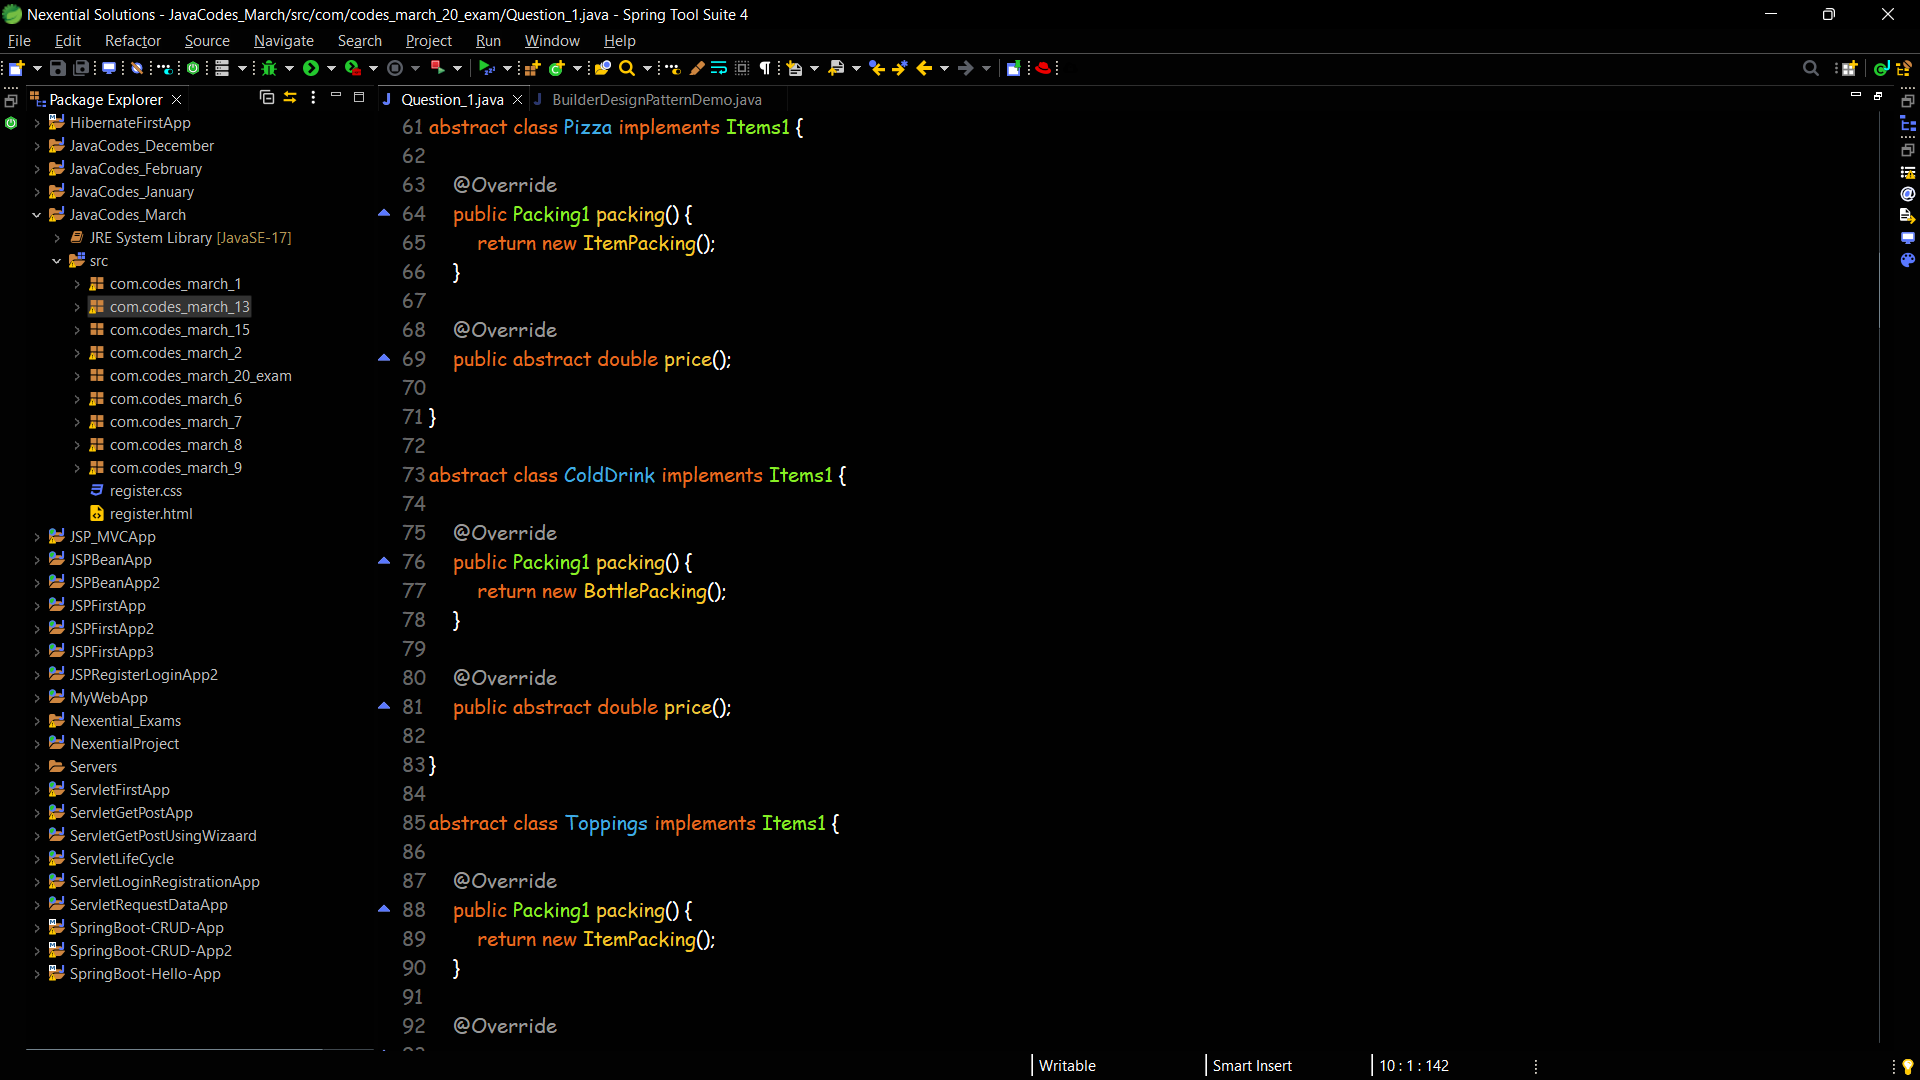 Nexential Solutions - JavaCodes_March/src/com/codes_march_20_exam/Question_1.java - Spring Tool Suite 4
File Edit Refactor Source Navigate Search Project Run Window Help
Package Explorer
HibernateFirstApp
JavaCodes_December
JavaCodes_February
JavaCodes_January
JavaCodes_March
JRE System Library [JavaSE-17]
src
com.codes_march_1
com.codes_march_13
com.codes_march_15
com.codes_march_2
com.codes_march_20_exam
com.codes_march_6
com.codes_march_7
com.codes_march_8
com.codes_march_9
register.css
register.html
JSP_MVCApp
JSPBeanApp
JSPBeanApp2
JSPFirstApp
JSPFirstApp2
JSPFirstApp3
JSPRegisterLoginApp2
MyWebApp
Nexential_Exams
NexentialProject
Servers
ServletFirstApp
ServletGetPostApp
ServletGetPostUsingWizaard
ServletLifeCycle
ServletLoginRegistrationApp
ServletRequestDataApp
SpringBoot-CRUD-App
SpringBoot-CRUD-App2
SpringBoot-Hello-App
Question_1.java BuilderDesignPatternDemo.java
61 abstract class Pizza implements Items1 {
62
63 @Override
64 public Packing1 packing() {
65 return new ItemPacking();
66 }
67
68 @Override
69 public abstract double price();
70
71 }
72
73 abstract class ColdDrink implements Items1 {
74
75 @Override
76 public Packing1 packing() {
77 return new BottlePacking();
78 }
79
80 @Override
81 public abstract double price();
82
83 }
84
85 abstract class Toppings implements Items1 {
86
87 @Override
88 public Packing1 packing() {
89 return new ItemPacking();
90 }
91
92 @Override
Writable Smart Insert 10 : 1 : 142